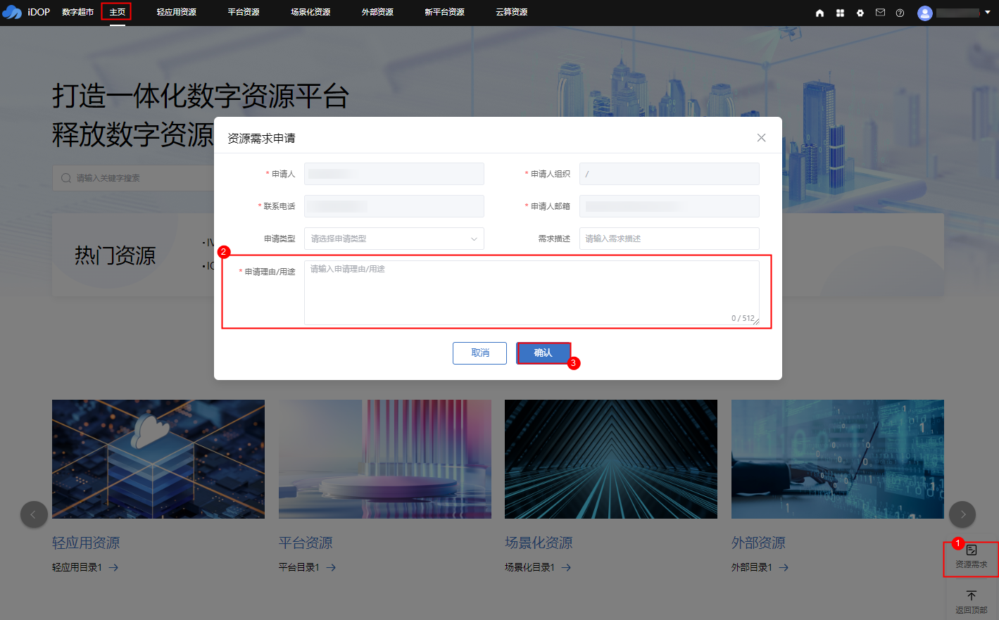 iDOP 数字超市 主页 轻应用资源 平台资源 场景化资源 外部资源 新平台资源 云算资源
打造一体化数字资源平台
释放数字资源
请输入关键字搜索
热门资源
资源需求申请
* 申请人
* 申请人组织 /
* 联系电话
* 申请人邮箱
申请类型 请选择申请类型
需求描述 请输入需求描述
2
* 申请理由/用途 请输入申请理由/用途
0 / 512
取消 确认
3
轻应用资源 平台资源 场景化资源 外部资源
轻应用目录1 平台目录1 场景化目录1 外部目录1
1
资源需求
返回顶部